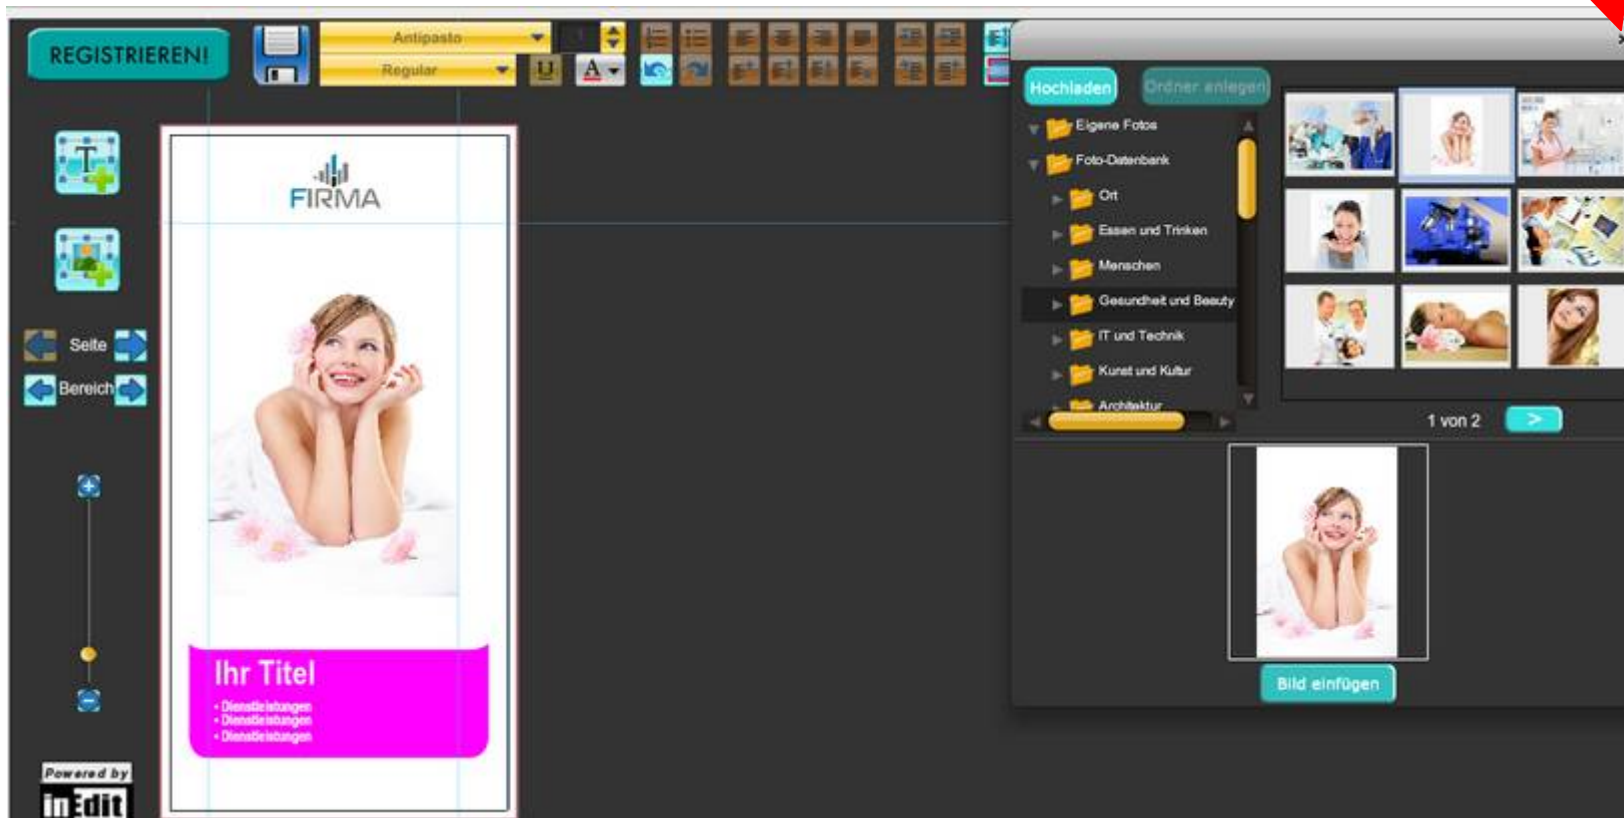 REGISTRIEREN!
Antipasto
Regular
U
A
Hochladen
Ordner anlegen
Eigene Fotos
Foto-Datenbank
Ort
Essen und Trinken
Menschen
Gesundheit und Beauty
IT und Technik
Kunst und Kultur
Architektur
1 von 2
>
Bild einfügen
T
Seite
Bereich
FIRMA
Ihr Titel
• Dienstleistungen
• Dienstleistungen
• Dienstleistungen
Powered by
inEdit